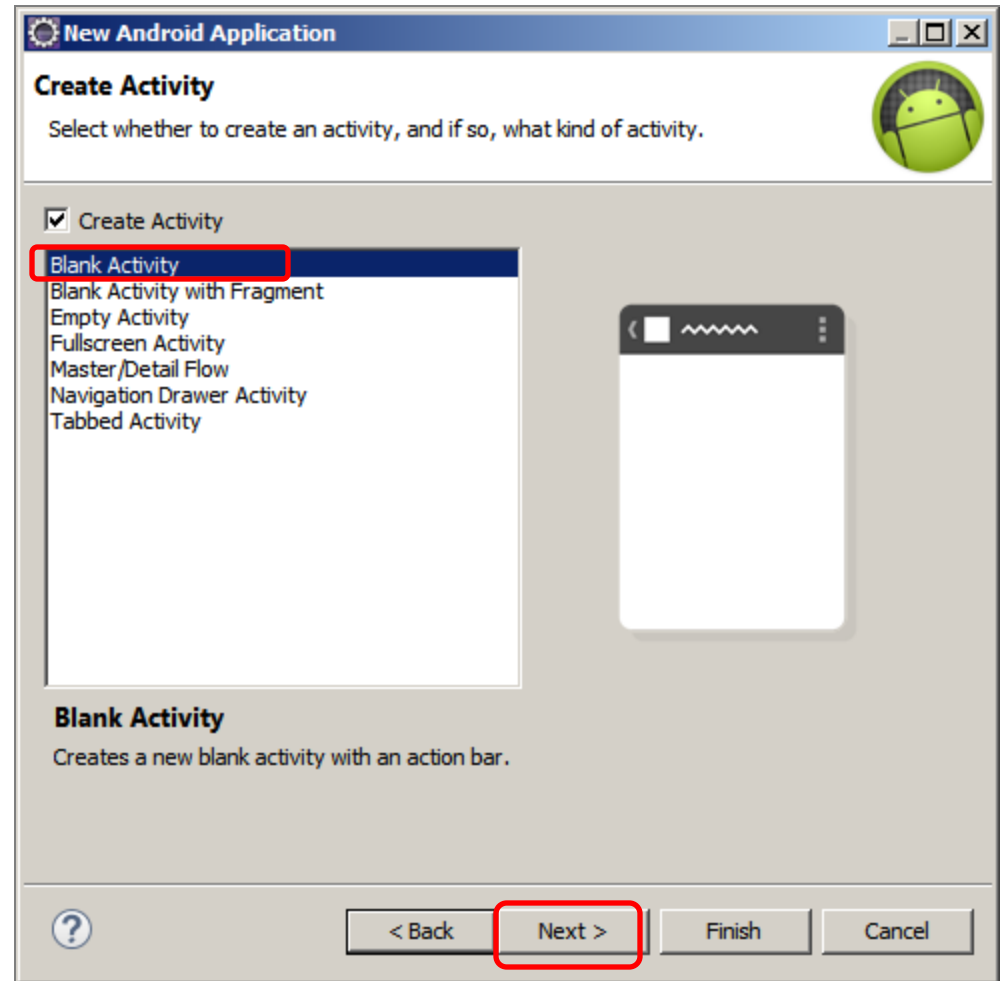 New Android Application
Create Activity
Select whether to create an activity, and if so, what kind of activity.
Create Activity
Blank Activity
Blank Activity with Fragment
Empty Activity
Fullscreen Activity
Master/Detail Flow
Navigation Drawer Activity
Tabbed Activity
Blank Activity
Creates a new blank activity with an action bar.
? < Back Next > Finish Cancel